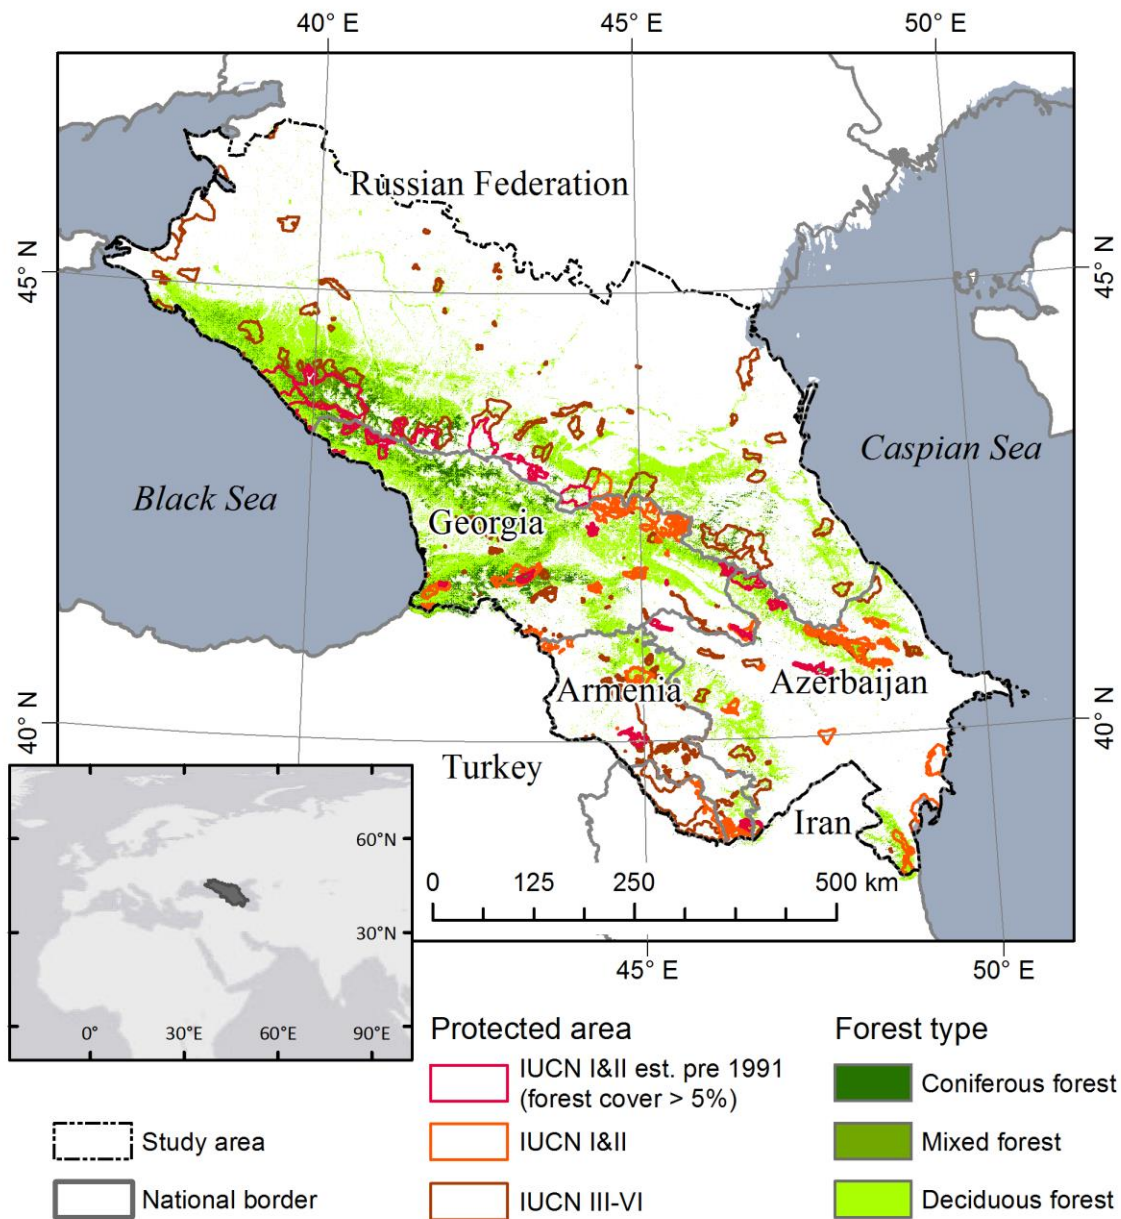 40° E
45° E
50° E
Russian Federation
45° N
45° N
Caspian Sea
Black Sea
Georgia
Armenia
Azerbaijan
40° N
40° N
Turkey
Iran
0
125
250
500 km
60°N
30°N
0°
30°E
60°E
90°E
45° E
50° E
Protected area
IUCN I&II est. pre 1991
(forest cover > 5%)
IUCN I&II
IUCN III-VI
Forest type
Coniferous forest
Mixed forest
Deciduous forest
Study area
National border